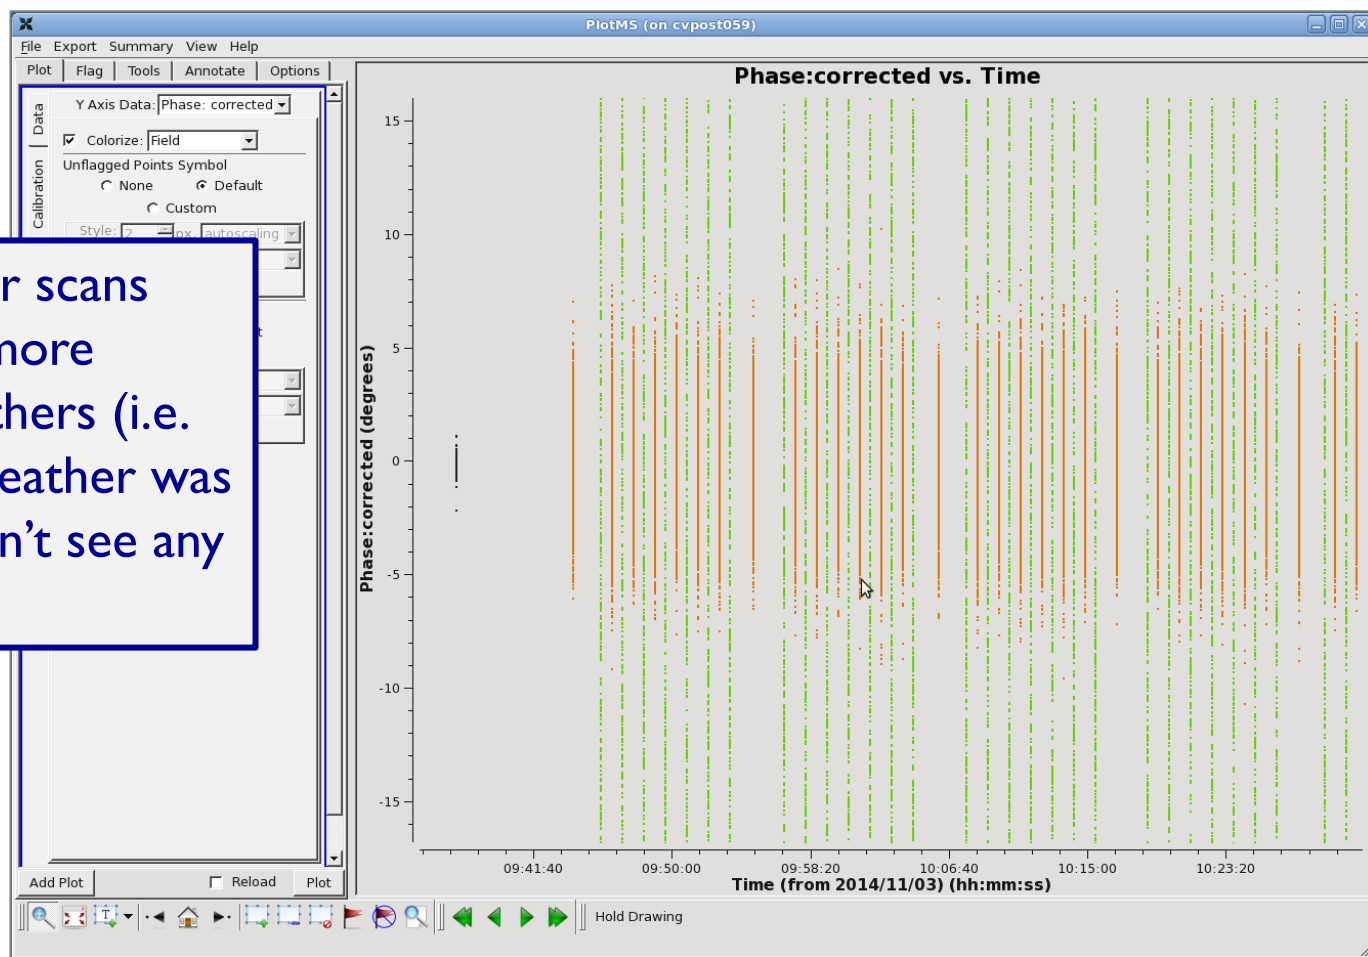 PlotMS (on cvpost059)
File Export Summary View Help
Plot Flag Tools Annotate Options
Data
Calibration
Y Axis Data: Phase: corrected
Colorize: Field
Unflagged Points Symbol
None Default
Custom
Style: 2 px, autoscaling
r scans
more
thers (i.e.
eather was
n't see any
t
Phase:corrected vs. Time
Phase:corrected (degrees)
15
10
5
0
-5
-10
-15
09:41:40 09:50:00 09:58:20 10:06:40 10:15:00 10:23:20
Time (from 2014/11/03) (hh:mm:ss)
Add Plot Reload Plot
T
Hold Drawing